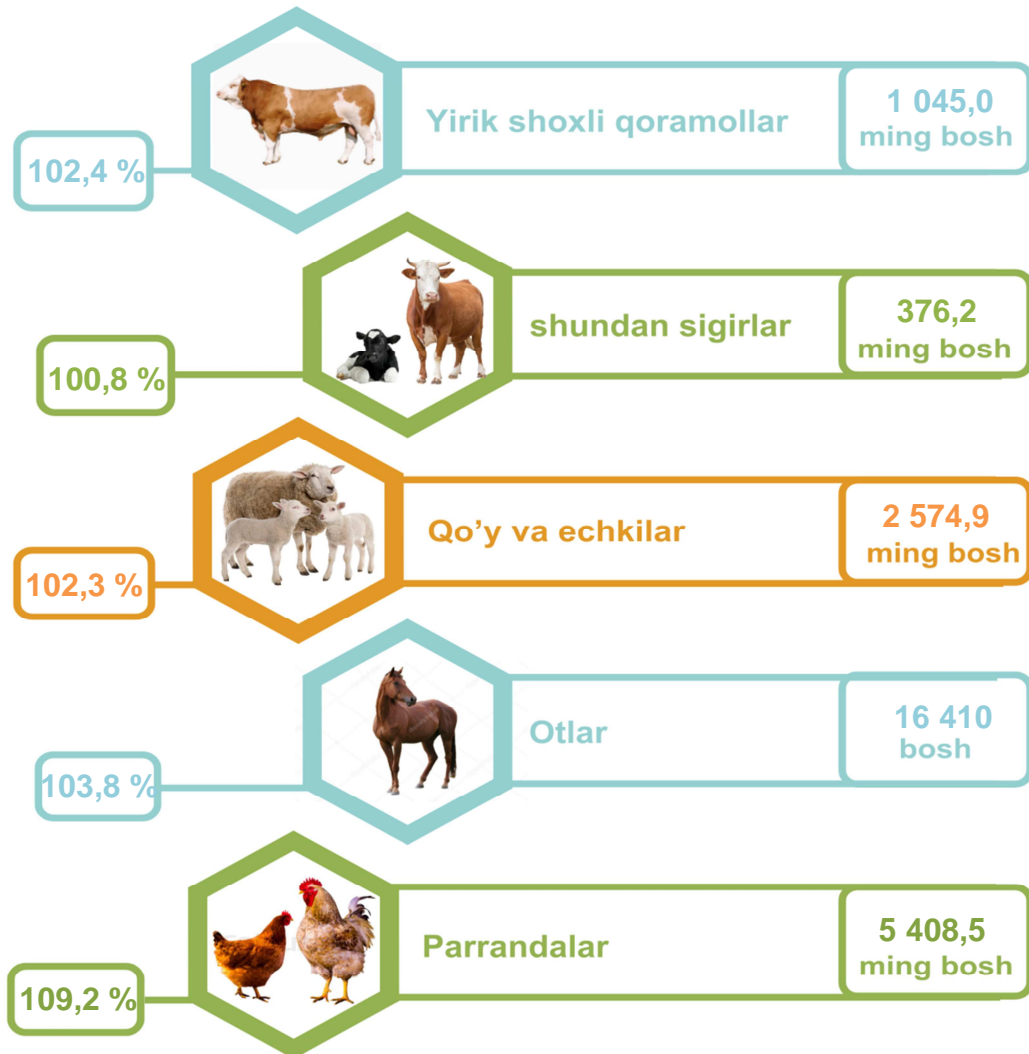 1 045,0
Yirik shoxli qoramollar
ming bosh
102,4 %
376,2
shundan sigirlar
ming bosh
100,8 %
2 574,9
Qo'y va echkilar
ming bosh
102,3 %
16 410
Otlar
bosh
103,8 %
5 408,5
Parrandalar
ming bosh
109,2 %